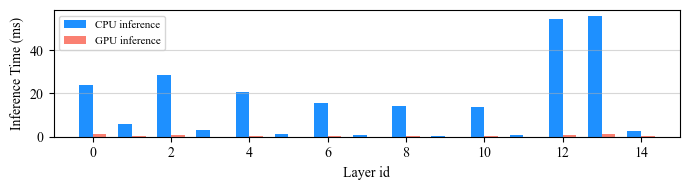 CPU inference
GPU inference
Inference Time (ms)
40
20
0
0 2 4 6 8 10 12 14
Layer id